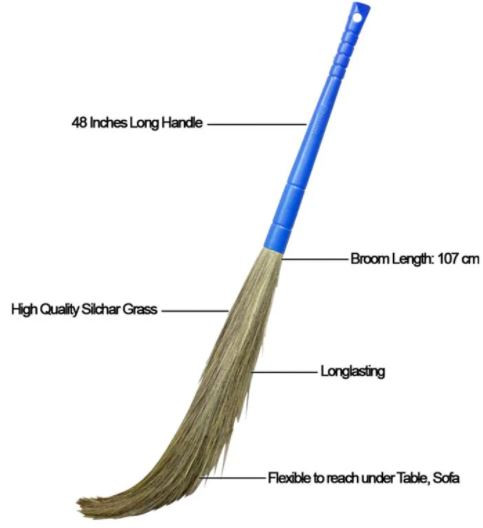 48 Inches Long Handle
Broom Length: 107 cm
High Quality Silchar Grass
Longlasting
Flexible to reach under Table, Sofa